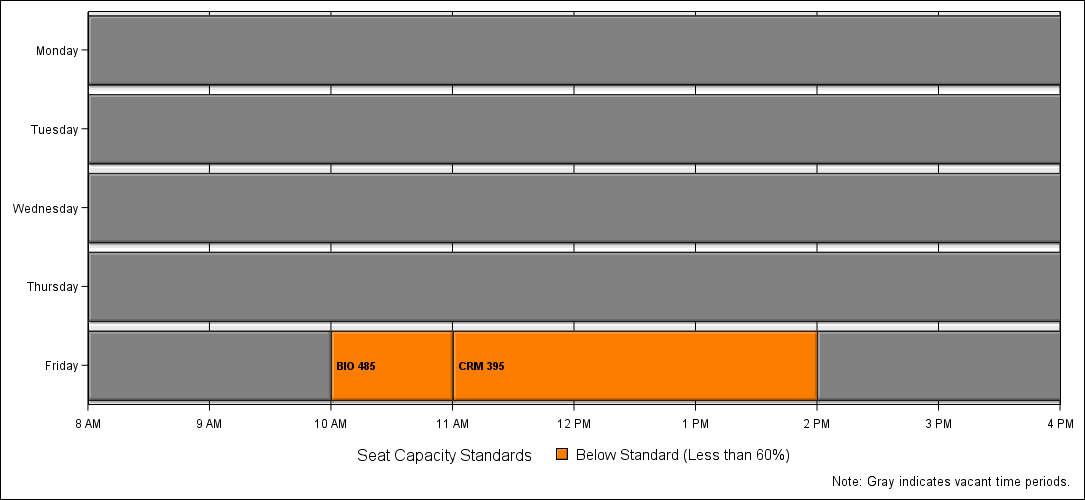 Monday
Tuesday
Wednesday
Thursday
Friday
BIO 485 CRM 395
8 AM 9 AM 10 AM 11 AM 12 PM 1 PM 2 PM 3 PM 4 PM
Seat Capacity Standards Below Standard (Less than 60%)
Note: Gray indicates vacant time periods.